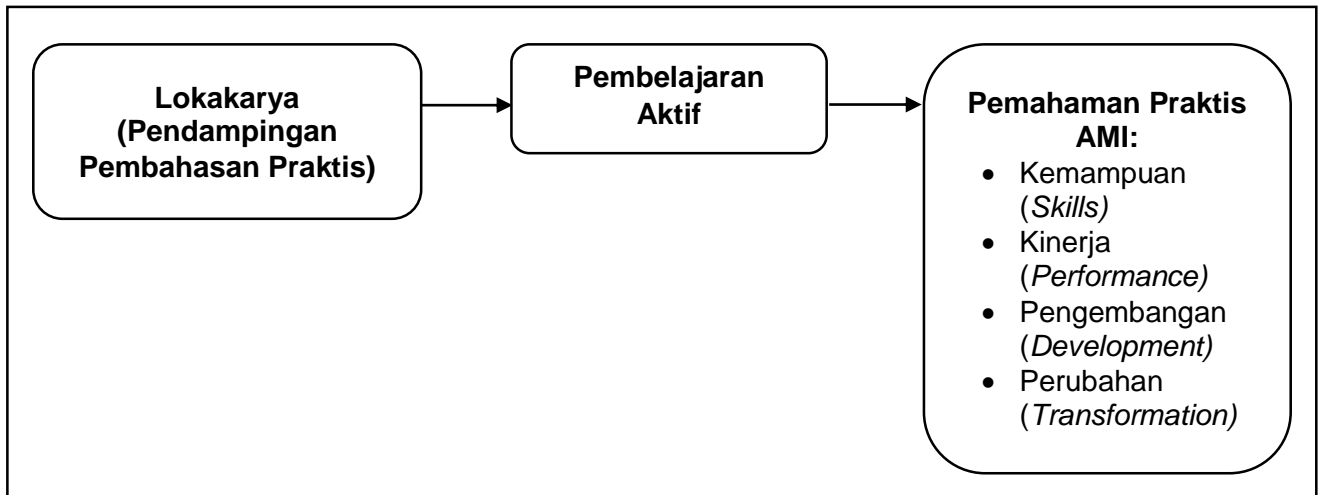 Lokakarya
(Pendampingan
Pembahasan Praktis)
Pembelajaran
Aktif
Pemahaman Praktis
AMI:
• Kemampuan
(Skills)
• Kinerja
(Performance)
• Pengembangan
(Development)
• Perubahan
(Transformation)